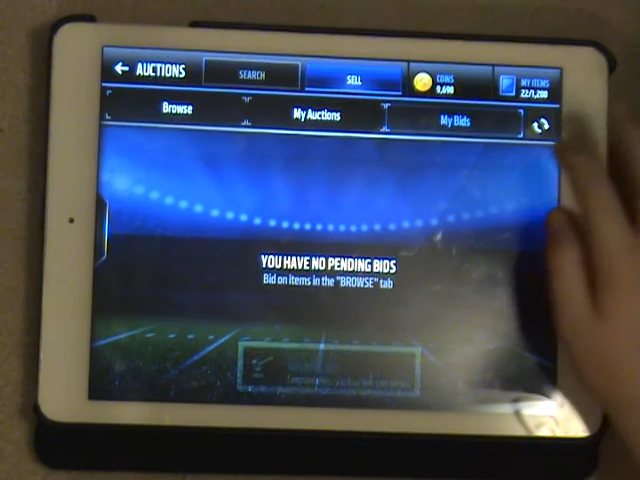 AUCTIONS
SEARCH
SELL
COINS
9,698
MY ITEMS
22/1,200
Browse
My Auctions
My Bids
YOU HAVE NO PENDING BIDS
Bid on items in the "BROWSE" tab